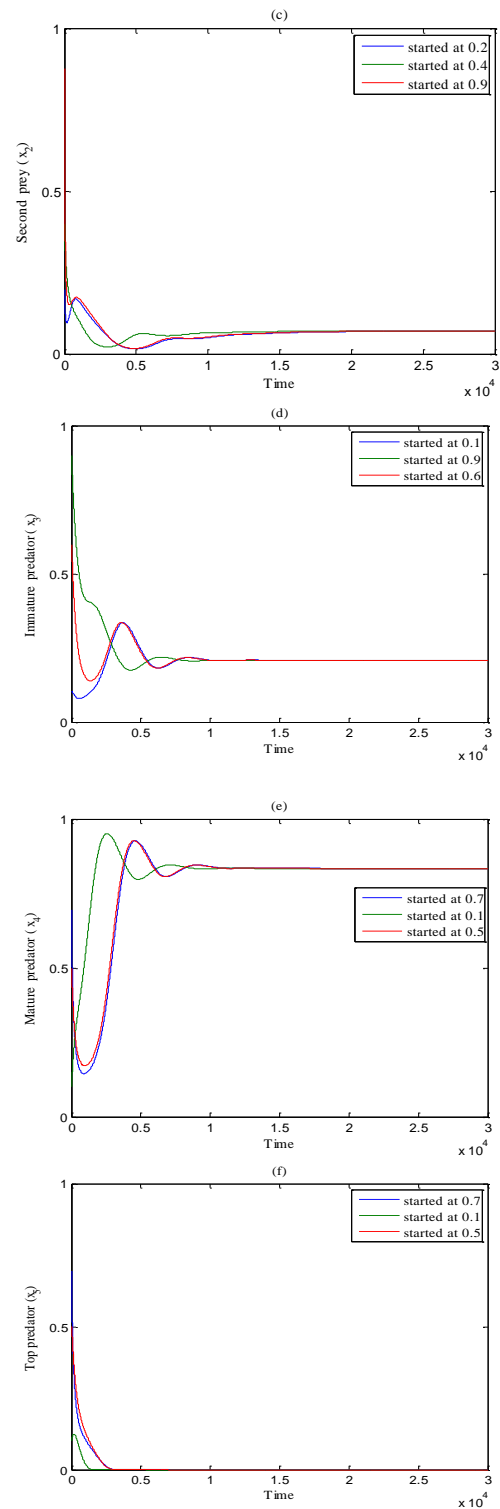 (c)
1
started at 0.2
started at 0.4
started at 0.9
Second prey (x2)
0.5
0
0 0.5 1 1.5 2 2.5 3
Time
x 10^4
(d)
1
started at 0.1
started at 0.9
started at 0.6
Immature predator (x3)
0.5
0
0 0.5 1 1.5 2 2.5 3
Time
x 10^4
(e)
1
Mature predator (x4)
started at 0.7
started at 0.1
started at 0.5
0.5
0
0 0.5 1 1.5 2 2.5 3
Time
x 10^4
(f)
1
started at 0.7
started at 0.1
started at 0.5
Top predator (x5)
0.5
0
0 0.5 1 1.5 2 2.5 3
Time
x 10^4